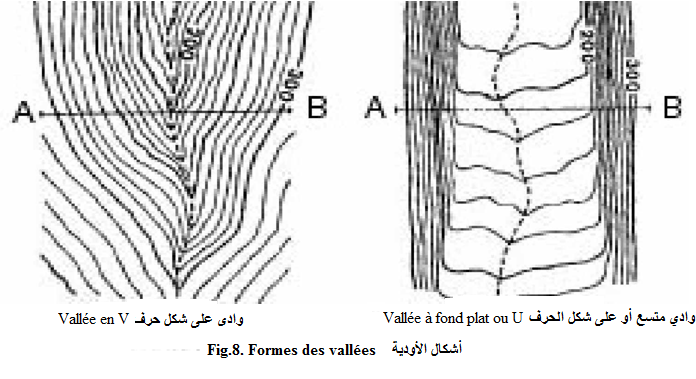 200
300
A B
200
300
A B
Vallée en V وادى على شكل حرف
Vallée à fond plat ou U وادي متسع أو على شكل الحرف
Fig.8. Formes des vallées أشكال الأودية